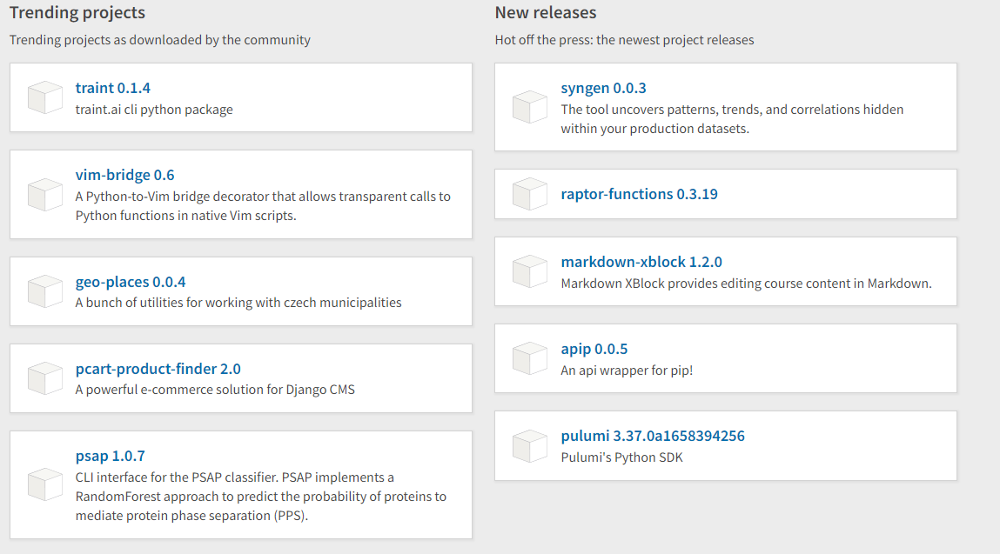 Trending projects
Trending projects as downloaded by the community
traint 0.1.4
traint.ai cli python package
vim-bridge 0.6
A Python-to-Vim bridge decorator that allows transparent calls to
Python functions in native Vim scripts.
geo-places 0.0.4
A bunch of utilities for working with czech municipalities
pcart-product-finder 2.0
A powerful e-commerce solution for Django CMS
psap 1.0.7
CLI interface for the PSAP classifier. PSAP implements a
RandomForest approach to predict the probability of proteins to
mediate protein phase separation (PPS).
New releases
Hot off the press: the newest project releases
syngen 0.0.3
The tool uncovers patterns, trends, and correlations hidden
within your production datasets.
raptor-functions 0.3.19
markdown-xblock 1.2.0
Markdown XBlock provides editing course content in Markdown.
apip 0.0.5
An api wrapper for pip!
pulumi 3.37.0a1658394256
Pulumi's Python SDK